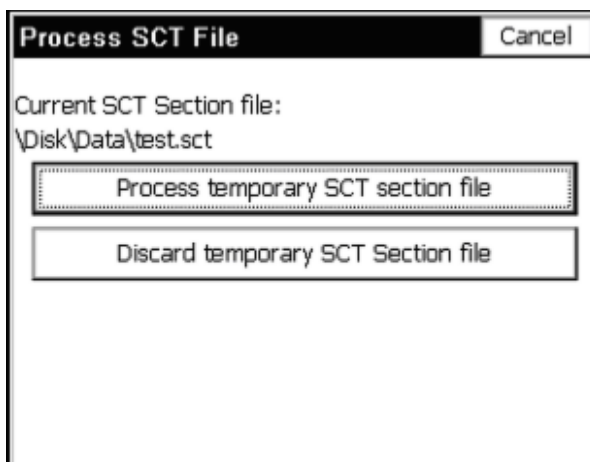 Process SCT File
Cancel
Current SCT Section file:
\Disk\Data\test.sct
Process temporary SCT section file
Discard temporary SCT Section file